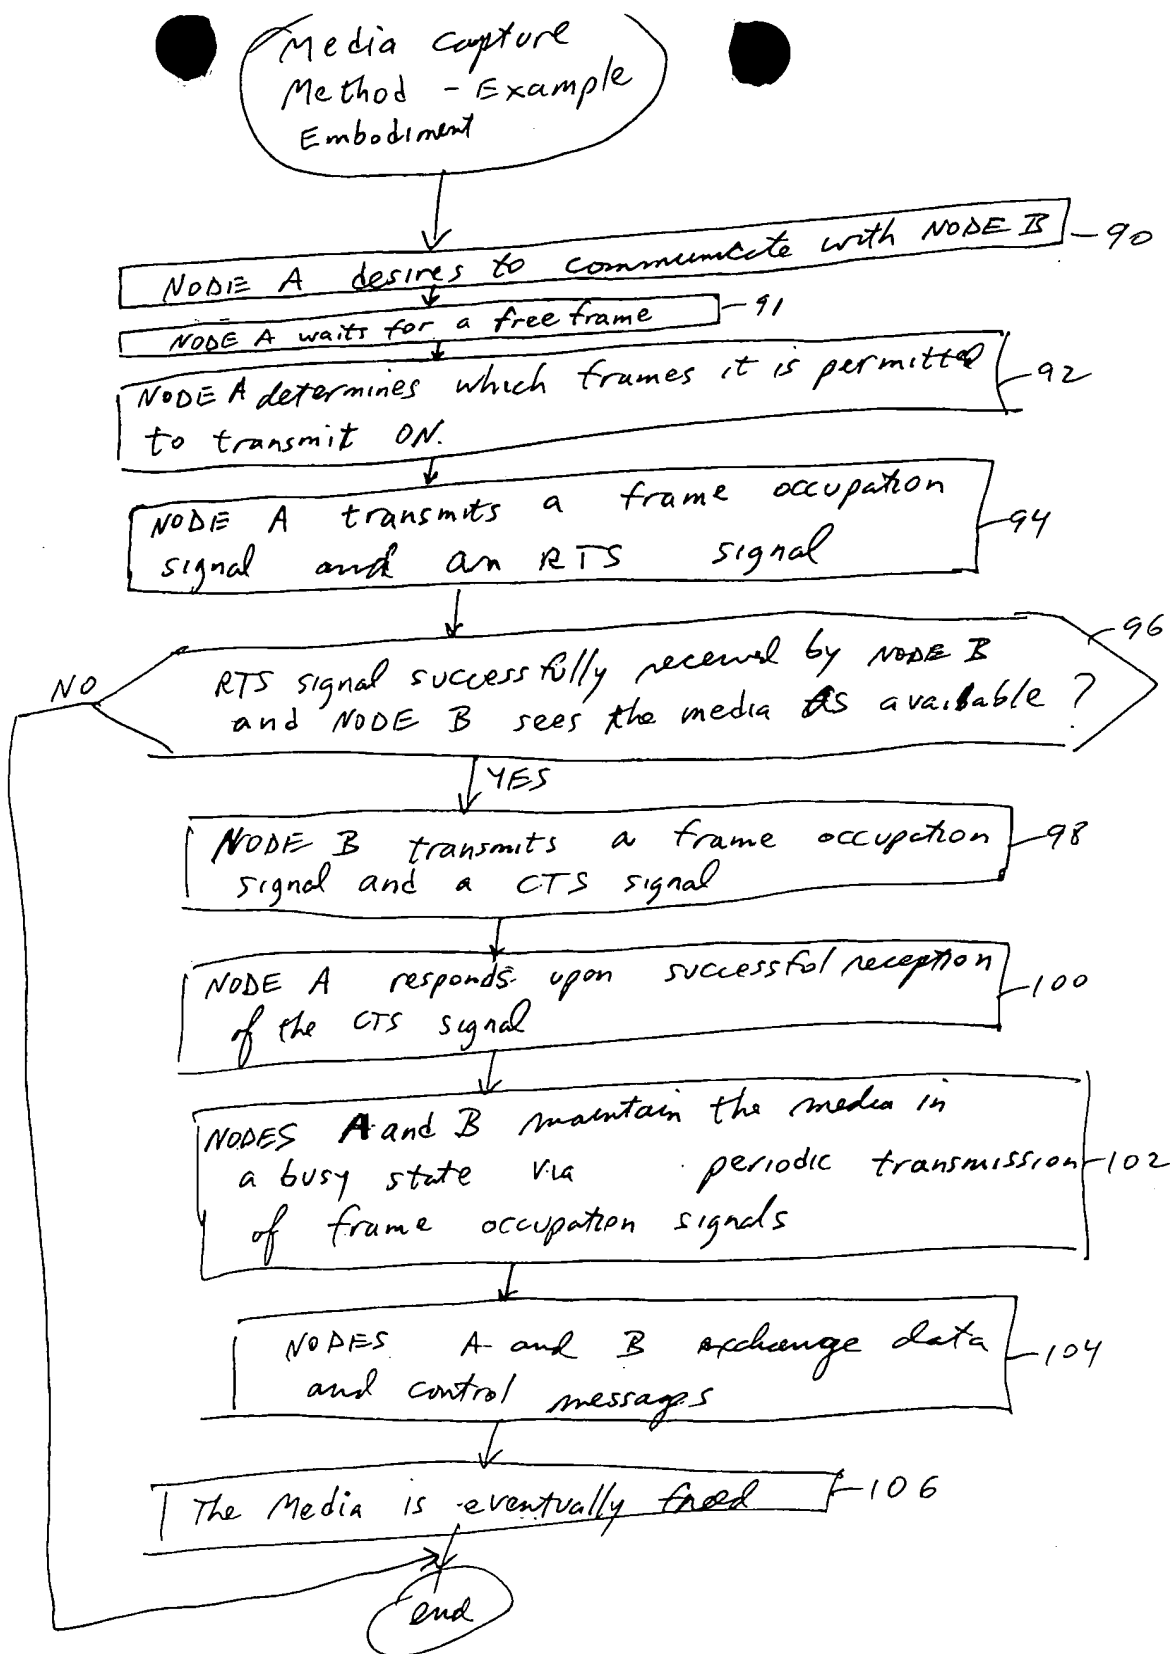 Media Capture
Method - Example
Embodiment
NODE A desires to communicate with NODE B
90
NODE A waits for a free frame
91
NODE A determines which frames it is permitted
to transmit ON.
92
NODE A transmits a frame occupation
signal and an RTS signal
94
RTS signal successfully received by NODE B
and NODE B sees the media as available?
96
NO
YES
NODE B transmits a frame occupation
signal and a CTS signal
98
NODE A responds upon successful reception
of the CTS signal
100
NODES A and B maintain the media in
a busy state via periodic transmission
of frame occupation signals
102
NODES A and B exchange data
and control messages
104
The Media is eventually freed
106
end